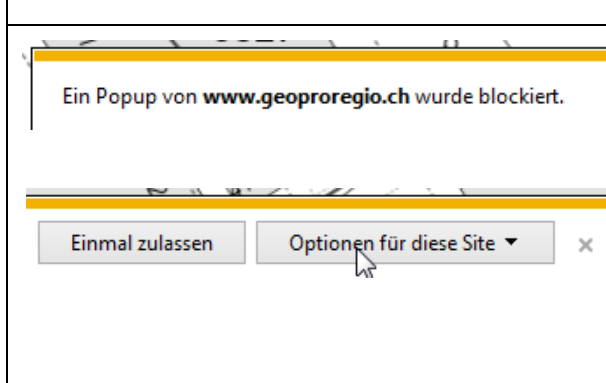 Ein Popup von www.geoproregio.ch wurde blockiert.
Einmal zulassen Optionen für diese Site